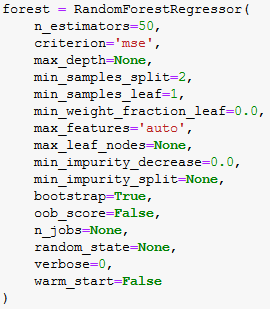 forest = RandomForestRegressor(
    n_estimators=50,
    criterion='mse',
    max_depth=None,
    min_samples_split=2,
    min_samples_leaf=1,
    min_weight_fraction_leaf=0.0,
    max_features='auto',
    max_leaf_nodes=None,
    min_impurity_decrease=0.0,
    min_impurity_split=None,
    bootstrap=True,
    oob_score=False,
    n_jobs=None,
    random_state=None,
    verbose=0,
    warm_start=False
)